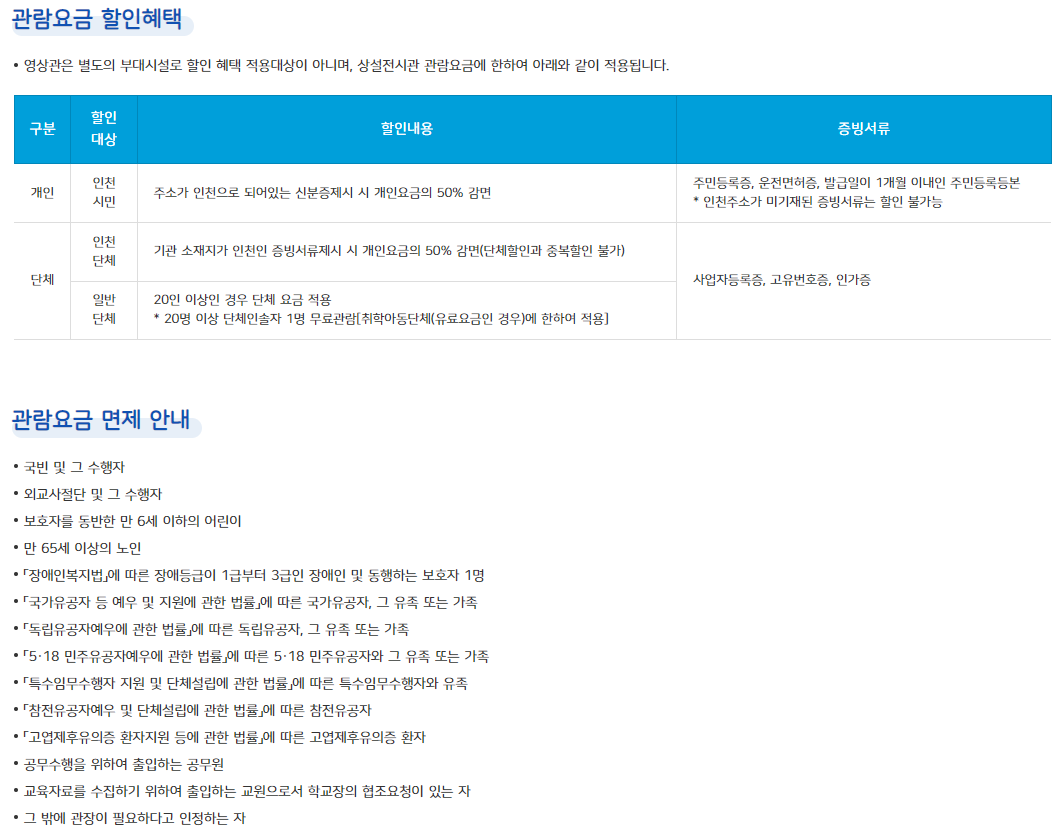 관람요금 할인혜택
• 영상관은 별도의 부대시설로 할인 혜택 적용대상이 아니며, 상설전시관 관람요금에 한하여 아래와 같이 적용됩니다.
구분
할인
대상
할인내용
증빙서류
개인
인천
시민
주소가 인천으로 되어있는 신분증제시 시 개인요금의 50% 감면
주민등록증, 운전면허증, 발급일이 1개월 이내인 주민등록등본
* 인천주소가 미기재된 증빙서류는 할인 불가능
단체
인천
단체
기관 소재지가 인천인 증빙서류제시 시 개인요금의 50% 감면(단체할인과 중복할인 불가)
사업자등록증, 고유번호증, 인가증
일반
단체
20인 이상인 경우 단체 요금 적용
* 20명 이상 단체인솔자 1명 무료관람[취학아동단체(유료요금인 경우)에 한하여 적용]
관람요금 면제 안내
• 국빈 및 그 수행자
• 외교사절단 및 그 수행자
• 보호자를 동반한 만 6세 이하의 어린이
• 만 65세 이상의 노인
• 「장애인복지법」에 따른 장애등급이 1급부터 3급인 장애인 및 동행하는 보호자 1명
• 「국가유공자 등 예우 및 지원에 관한 법률」에 따른 국가유공자, 그 유족 또는 가족
• 「독립유공자예우에 관한 법률」에 따른 독립유공자, 그 유족 또는 가족
• 「5·18 민주유공자예우에 관한 법률」에 따른 5·18 민주유공자와 그 유족 또는 가족
• 「특수임무수행자 지원 및 단체설립에 관한 법률」에 따른 특수임무수행자와 유족
• 「참전유공자예우 및 단체설립에 관한 법률」에 따른 참전유공자
• 「고엽제후유의증 환자지원 등에 관한 법률」에 따른 고엽제후유의증 환자
• 공무수행을 위하여 출입하는 공무원
• 교육자료를 수집하기 위하여 출입하는 교원으로서 학교장의 협조요청이 있는 자
• 그 밖에 관장이 필요하다고 인정하는 자